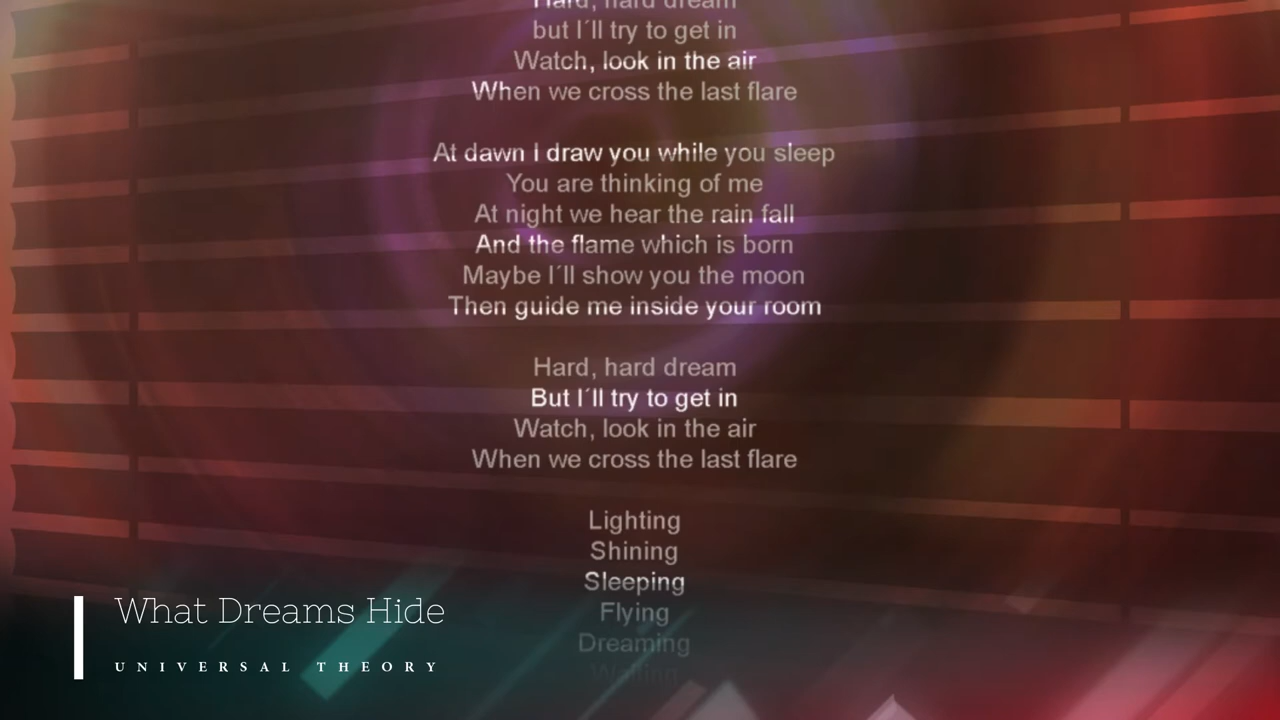 Hard, hard dream
but I´ll try to get in
Watch, look in the air
When we cross the last flare
At dawn I draw you while you sleep
You are thinking of me
At night we hear the rain fall
And the flame which is born
Maybe I´ll show you the moon
Then guide me inside your room
Hard, hard dream
But I´ll try to get in
Watch, look in the air
When we cross the last flare
Lighting
Shining
Sleeping
Flying
Dreaming
What Dreams Hide
UNIVERSAL THEORY